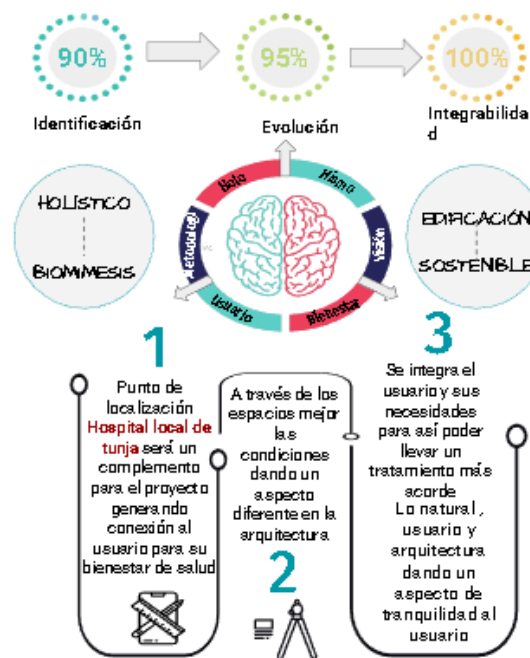 90%
95%
100%
Identificación
Evolución
Integrabilida
d
HOLÍSTICO
BIOMIMESIS
Metodologí
Visión
Usuario
Bienestar
EDIFICACIÓN
SOSTENIBLE
1
Punto de
localización
Hospital local de
tunja será un
complemento
para el proyecto
generando
conexión al
usuario para su
bienestar de salud
A través de los
espacios mejor
las
condiciones
dando un
aspecto
diferente en la
arquitectura
2
3
Se integra el
usuario y sus
necesidades
para así poder
llevar un
tratamiento más
acorde
Lo natural,
usuario y
arquitectura
dando un
aspecto de
tranquilidad al
usuario